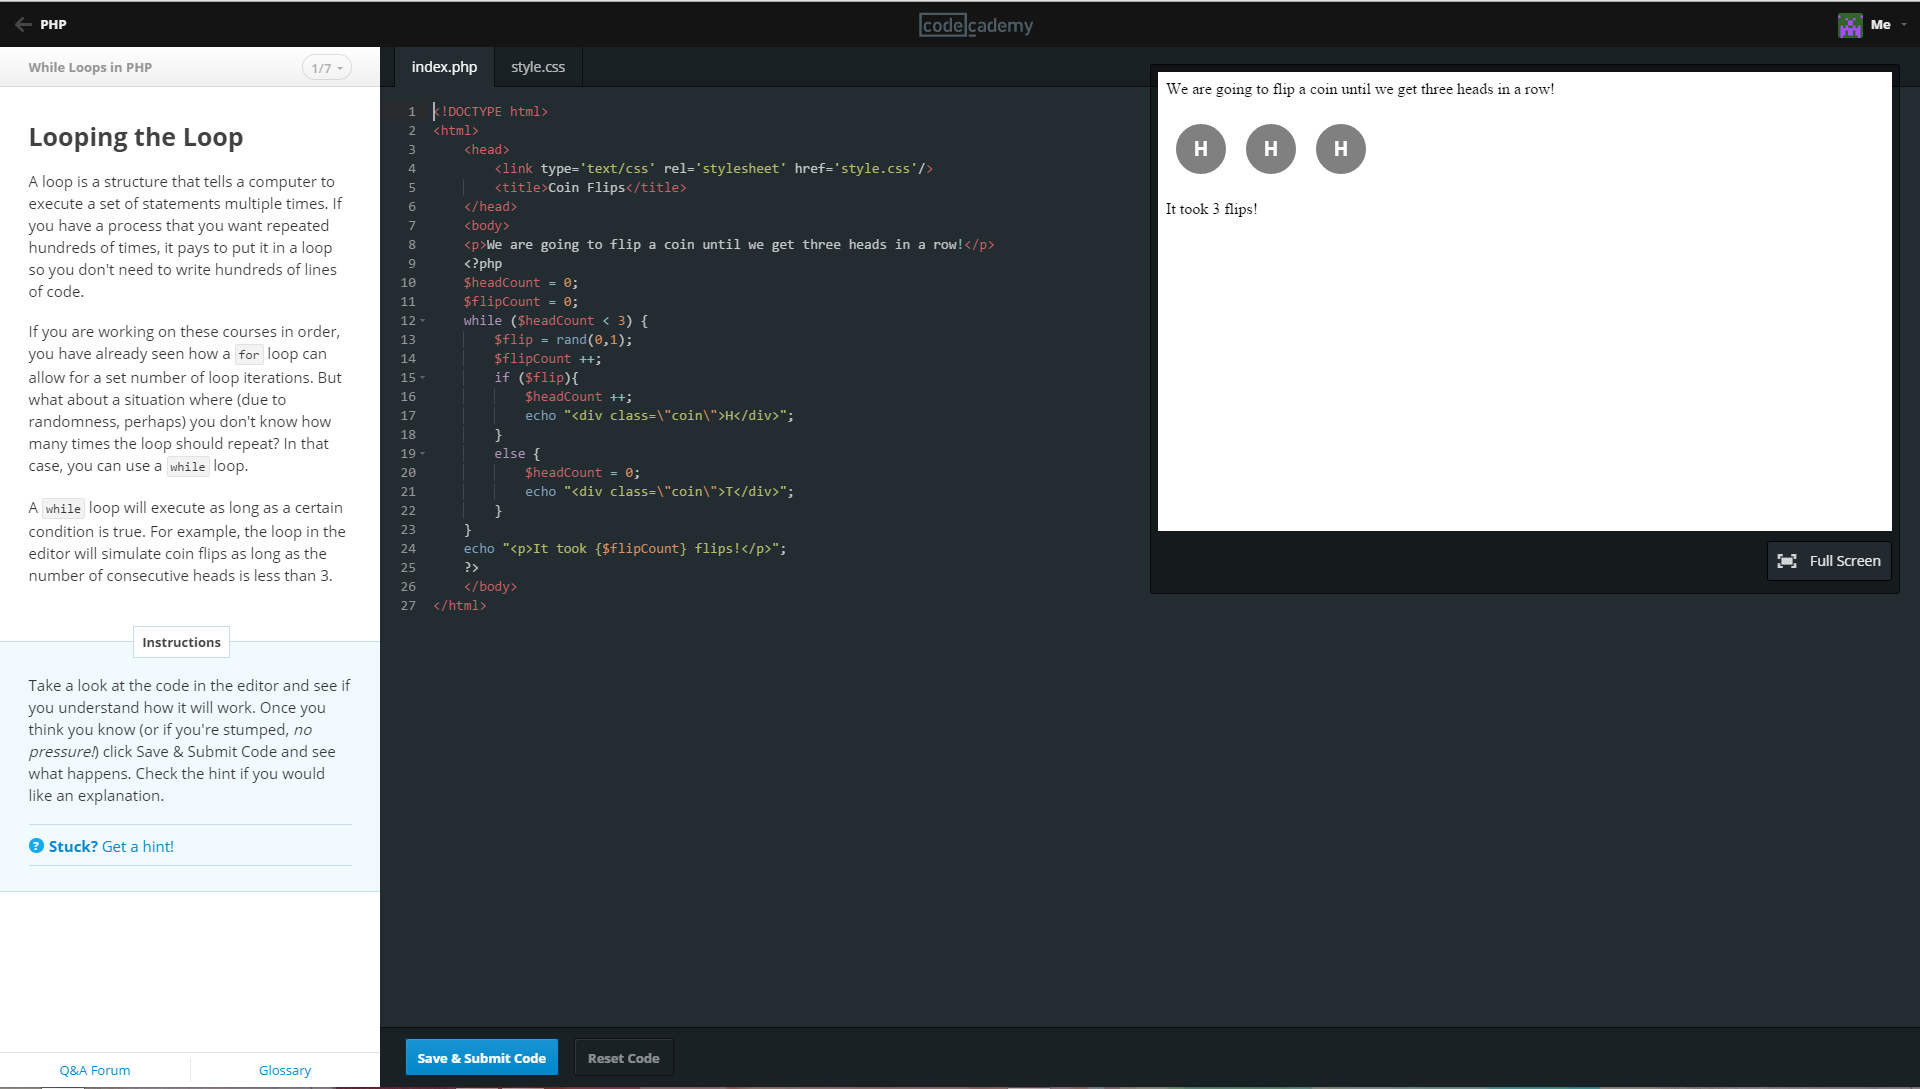 PHP
codecademy
Me
While Loops in PHP
1/7
Looping the Loop
A loop is a structure that tells a computer to
execute a set of statements multiple times. If
you have a process that you want repeated
hundreds of times, it pays to put it in a loop
so you don't need to write hundreds of lines
of code.
If you are working on these courses in order,
you have already seen how a for loop can
allow for a set number of loop iterations. But
what about a situation where (due to
randomness, perhaps) you don't know how
many times the loop should repeat? In that
case, you can use a while loop.
A while loop will execute as long as a certain
condition is true. For example, the loop in the
editor will simulate coin flips as long as the
number of consecutive heads is less than 3.
Instructions
Take a look at the code in the editor and see if
you understand how it will work. Once you
think you know (or if you're stumped, no
pressure!) click Save & Submit Code and see
what happens. Check the hint if you would
like an explanation.
? Stuck? Get a hint!
Q&A Forum
Glossary
index.php
style.css
1 <!DOCTYPE html>
2 <html>
3 <head>
4 <link type='text/css' rel='stylesheet' href='style.css'/>
5 <title>Coin Flips</title>
6 </head>
7 <body>
8 <p>We are going to flip a coin until we get three heads in a row!</p>
9 <?php
10 $headCount = 0;
11 $flipCount = 0;
12 while ($headCount < 3) {
13 $flip = rand(0,1);
14 $flipCount ++;
15 if ($flip){
16 $headCount ++;
17 echo "<div class=\"coin\">H</div>";
18 }
19 else {
20 $headCount = 0;
21 echo "<div class=\"coin\">T</div>";
22 }
23 }
24 echo "<p>It took {$flipCount} flips!</p>";
25 ?>
26 </body>
27 </html>
We are going to flip a coin until we get three heads in a row!
H H H
It took 3 flips!
Full Screen
Save & Submit Code
Reset Code